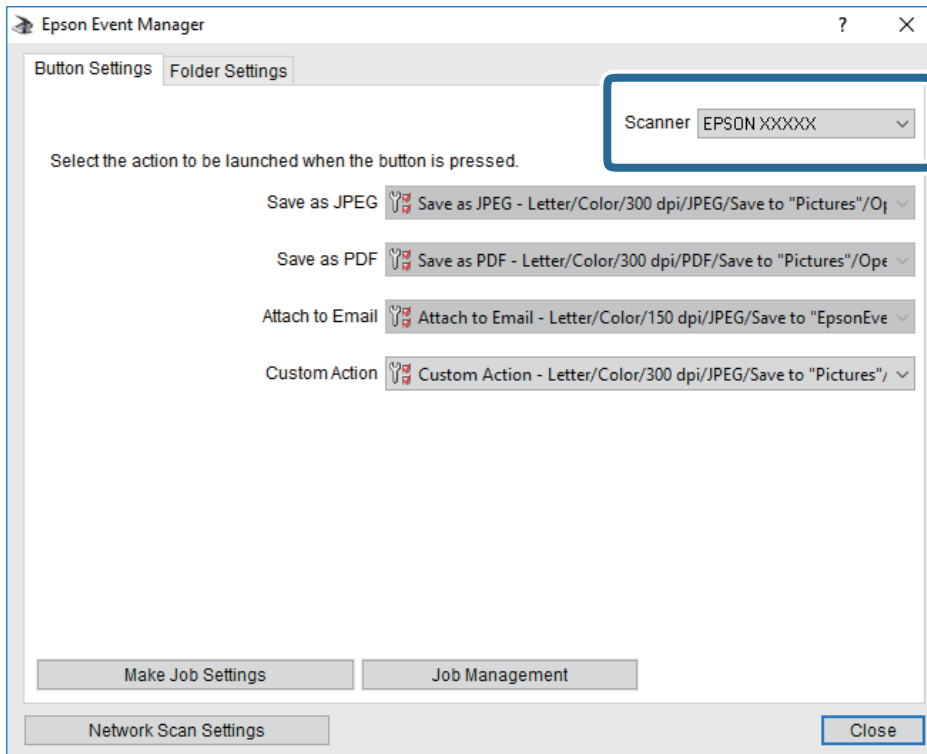 Epson Event Manager
Button Settings Folder Settings
Scanner EPSON XXXXX
Select the action to be launched when the button is pressed.
Save as JPEG Save as JPEG - Letter/Color/300 dpi/JPEG/Save to "Pictures"/Op
Save as PDF Save as PDF - Letter/Color/300 dpi/PDF/Save to "Pictures"/Ope
Attach to Email Attach to Email - Letter/Color/150 dpi/JPEG/Save to "EpsonEve
Custom Action Custom Action - Letter/Color/300 dpi/JPEG/Save to "Pictures"/
Make Job Settings Job Management
Network Scan Settings Close